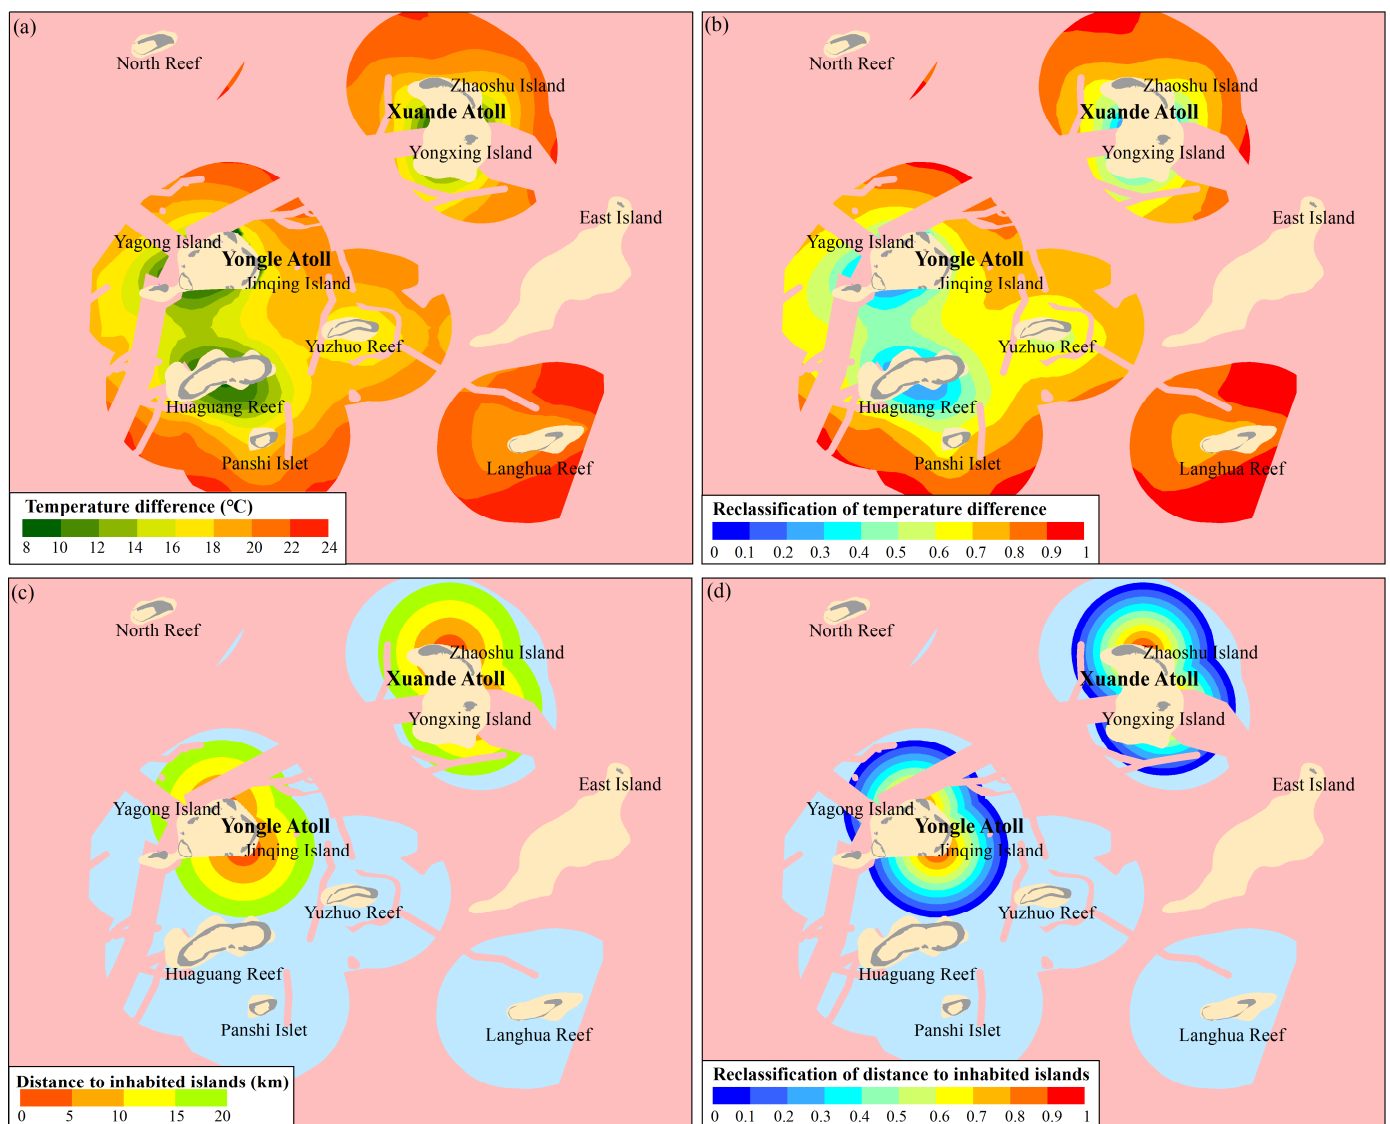 (a)
North Reef
Zhaoshu Island
Xuande Atoll
Yongxing Island
East Island
Yagong Island
Yongle Atoll
Jinqing Island
Yuzhuo Reef
Huaguang Reef
Panshi Islet
Langhua Reef
Temperature difference (℃)
8 10 12 14 16 18 20 22 24
(b)
North Reef
Zhaoshu Island
Xuande Atoll
Yongxing Island
East Island
Yagong Island
Yongle Atoll
Jinqing Island
Yuzhuo Reef
Huaguang Reef
Panshi Islet
Langhua Reef
Reclassification of temperature difference
0 0.1 0.2 0.3 0.4 0.5 0.6 0.7 0.8 0.9 1
(c)
North Reef
Zhaoshu Island
Xuande Atoll
Yongxing Island
East Island
Yagong Island
Yongle Atoll
Jinqing Island
Yuzhuo Reef
Huaguang Reef
Panshi Islet
Langhua Reef
Distance to inhabited islands (km)
0 5 10 15 20
(d)
North Reef
Zhaoshu Island
Xuande Atoll
Yongxing Island
East Island
Yagong Island
Yongle Atoll
Jinqing Island
Yuzhuo Reef
Huaguang Reef
Panshi Islet
Langhua Reef
Reclassification of distance to inhabited islands
0 0.1 0.2 0.3 0.4 0.5 0.6 0.7 0.8 0.9 1